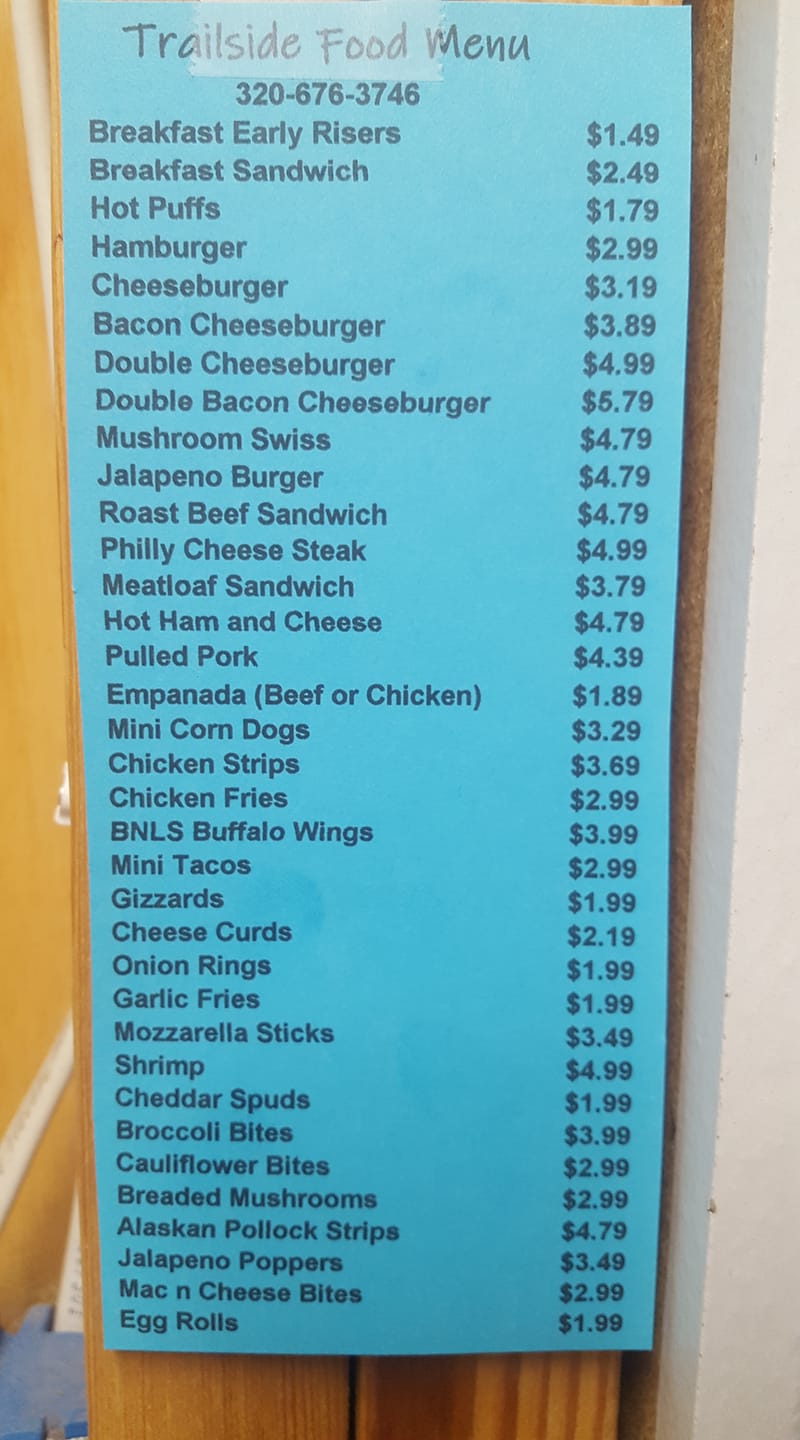 Trailside Food Menu
320-676-3746
Breakfast Early Risers $1.49
Breakfast Sandwich $2.49
Hot Puffs $1.79
Hamburger $2.99
Cheeseburger $3.19
Bacon Cheeseburger $3.89
Double Cheeseburger $4.99
Double Bacon Cheeseburger $5.79
Mushroom Swiss $4.79
Jalapeno Burger $4.79
Roast Beef Sandwich $4.79
Philly Cheese Steak $4.99
Meatloaf Sandwich $3.79
Hot Ham and Cheese $4.79
Pulled Pork $4.39
Empanada (Beef or Chicken) $1.89
Mini Corn Dogs $3.29
Chicken Strips $3.69
Chicken Fries $2.99
BNLS Buffalo Wings $3.99
Mini Tacos $2.99
Gizzards $1.99
Cheese Curds $2.19
Onion Rings $1.99
Garlic Fries $1.99
Mozzarella Sticks $3.49
Shrimp $4.99
Cheddar Spuds $1.99
Broccoli Bites $3.99
Cauliflower Bites $2.99
Breaded Mushrooms $2.99
Alaskan Pollock Strips $4.79
Jalapeno Poppers $3.49
Mac n Cheese Bites $2.99
Egg Rolls $1.99